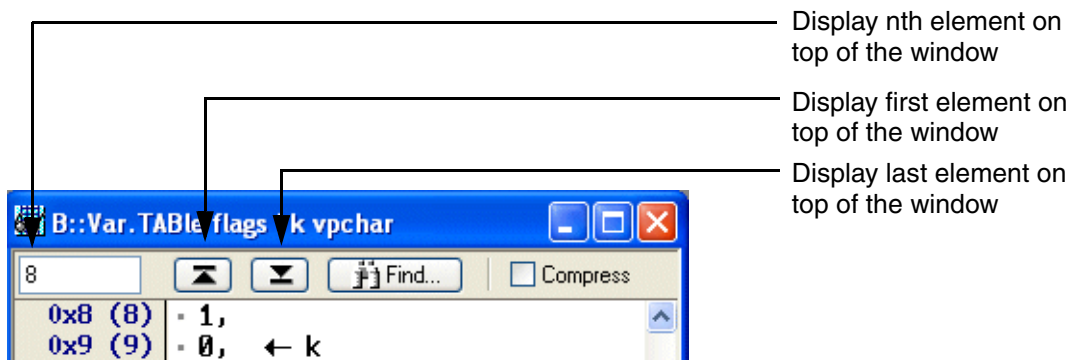 Display nth element on
top of the window
Display first element on
top of the window
Display last element on
top of the window
B::Var.TABle flags k vpchar
8
Find...
Compress
0x8 (8) 1,
0x9 (9) 0, ← k